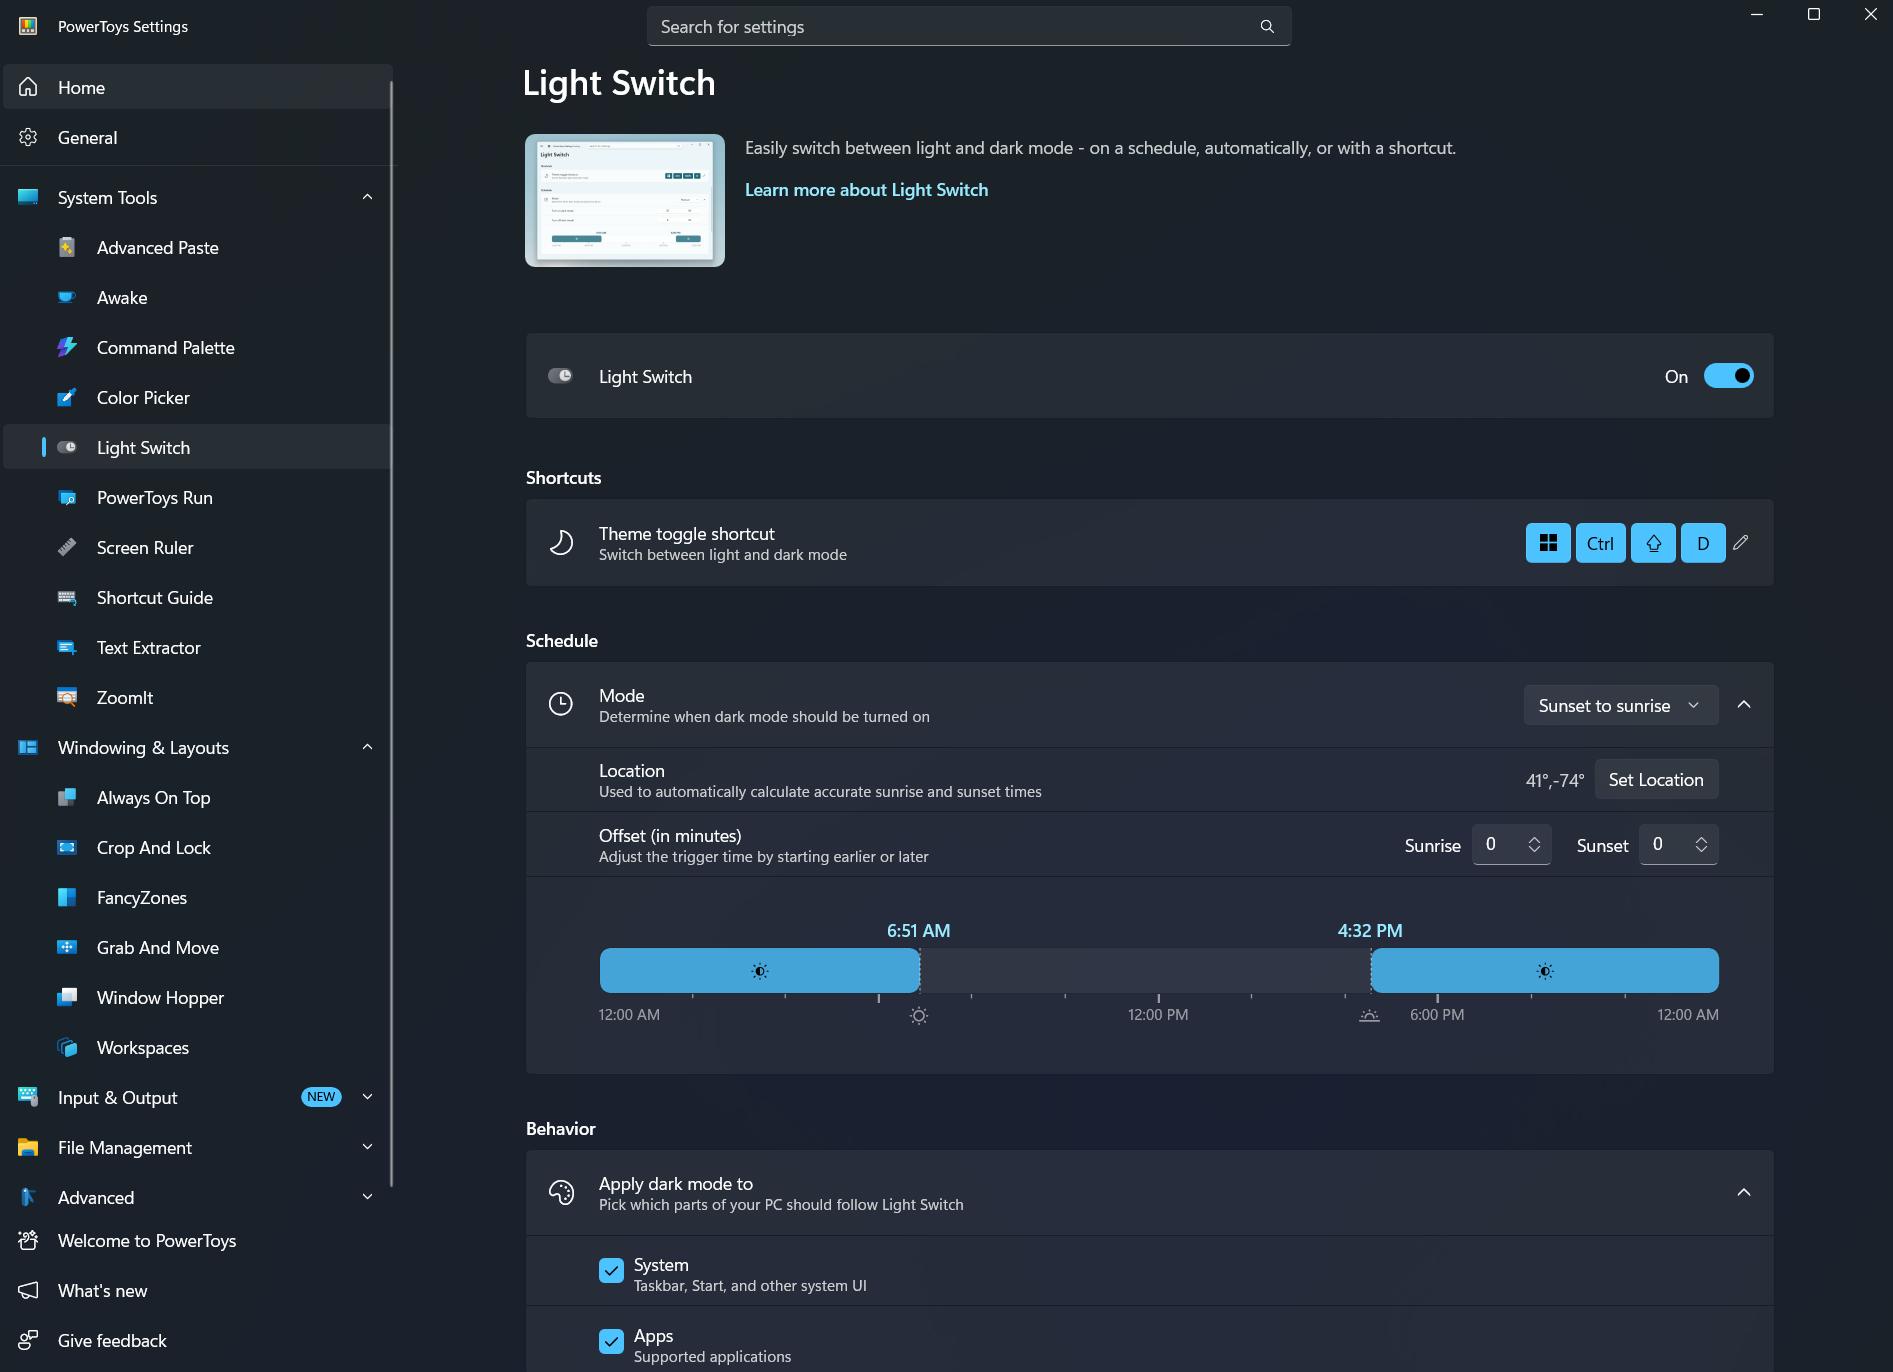 PowerToys Settings
Search for settings
Home
General
System Tools
Advanced Paste
Awake
Command Palette
Color Picker
Light Switch
PowerToys Run
Screen Ruler
Shortcut Guide
Text Extractor
ZoomIt
Windowing & Layouts
Always On Top
Crop And Lock
FancyZones
Grab And Move
Window Hopper
Workspaces
Input & Output NEW
File Management
Advanced
Welcome to PowerToys
What's new
Give feedback
Light Switch
Light Switch
Easily switch between light and dark mode - on a schedule, automatically, or with a shortcut.
Learn more about Light Switch
Light Switch On
Shortcuts
Theme toggle shortcut
Switch between light and dark mode
Ctrl D
Schedule
Mode
Determine when dark mode should be turned on
Sunset to sunrise
Location
Used to automatically calculate accurate sunrise and sunset times
41°,-74° Set Location
Offset (in minutes)
Adjust the trigger time by starting earlier or later
Sunrise 0 Sunset 0
6:51 AM 4:32 PM
12:00 AM 12:00 PM 6:00 PM 12:00 AM
Behavior
Apply dark mode to
Pick which parts of your PC should follow Light Switch
System
Taskbar, Start, and other system UI
Apps
Supported applications